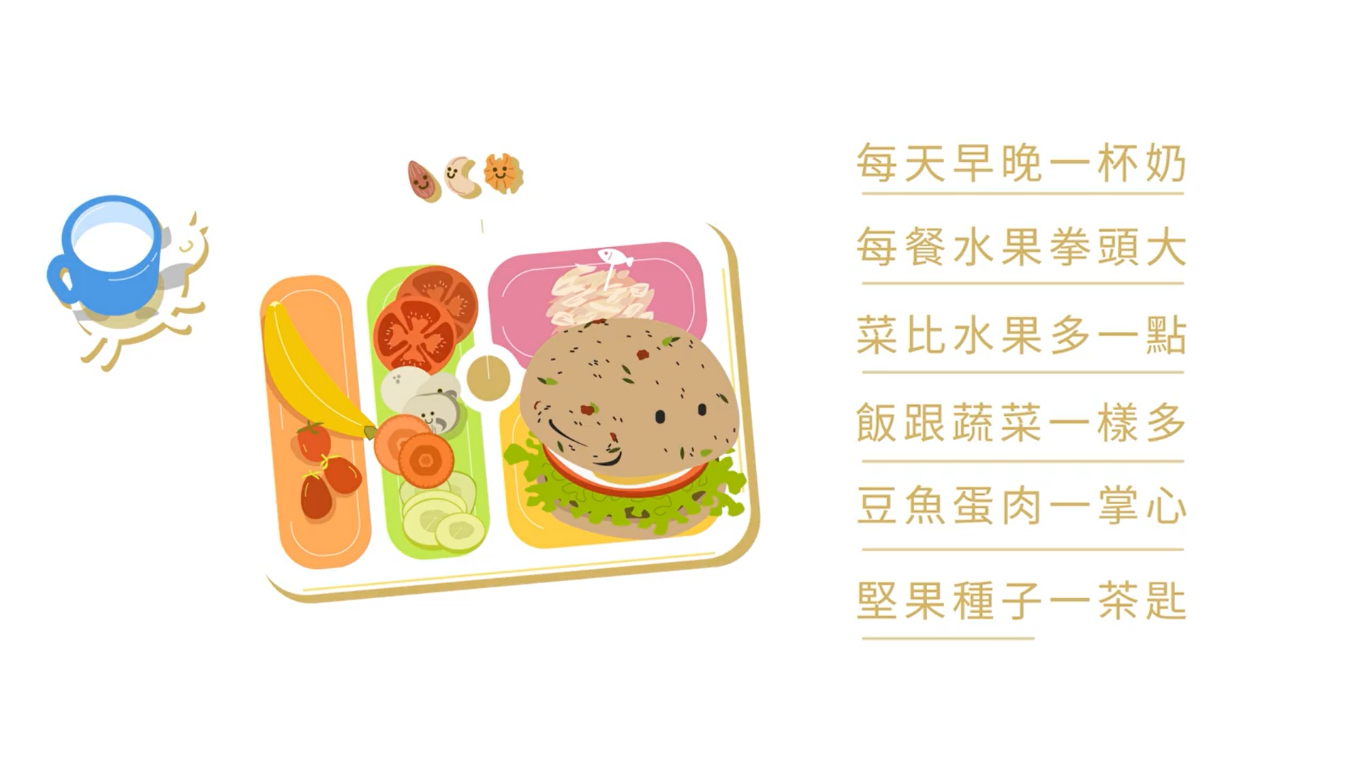 每天早晚一杯奶
每餐水果拳頭大
菜比水果多一點
飯跟蔬菜一樣多
豆魚蛋肉一掌心
堅果種子一茶匙